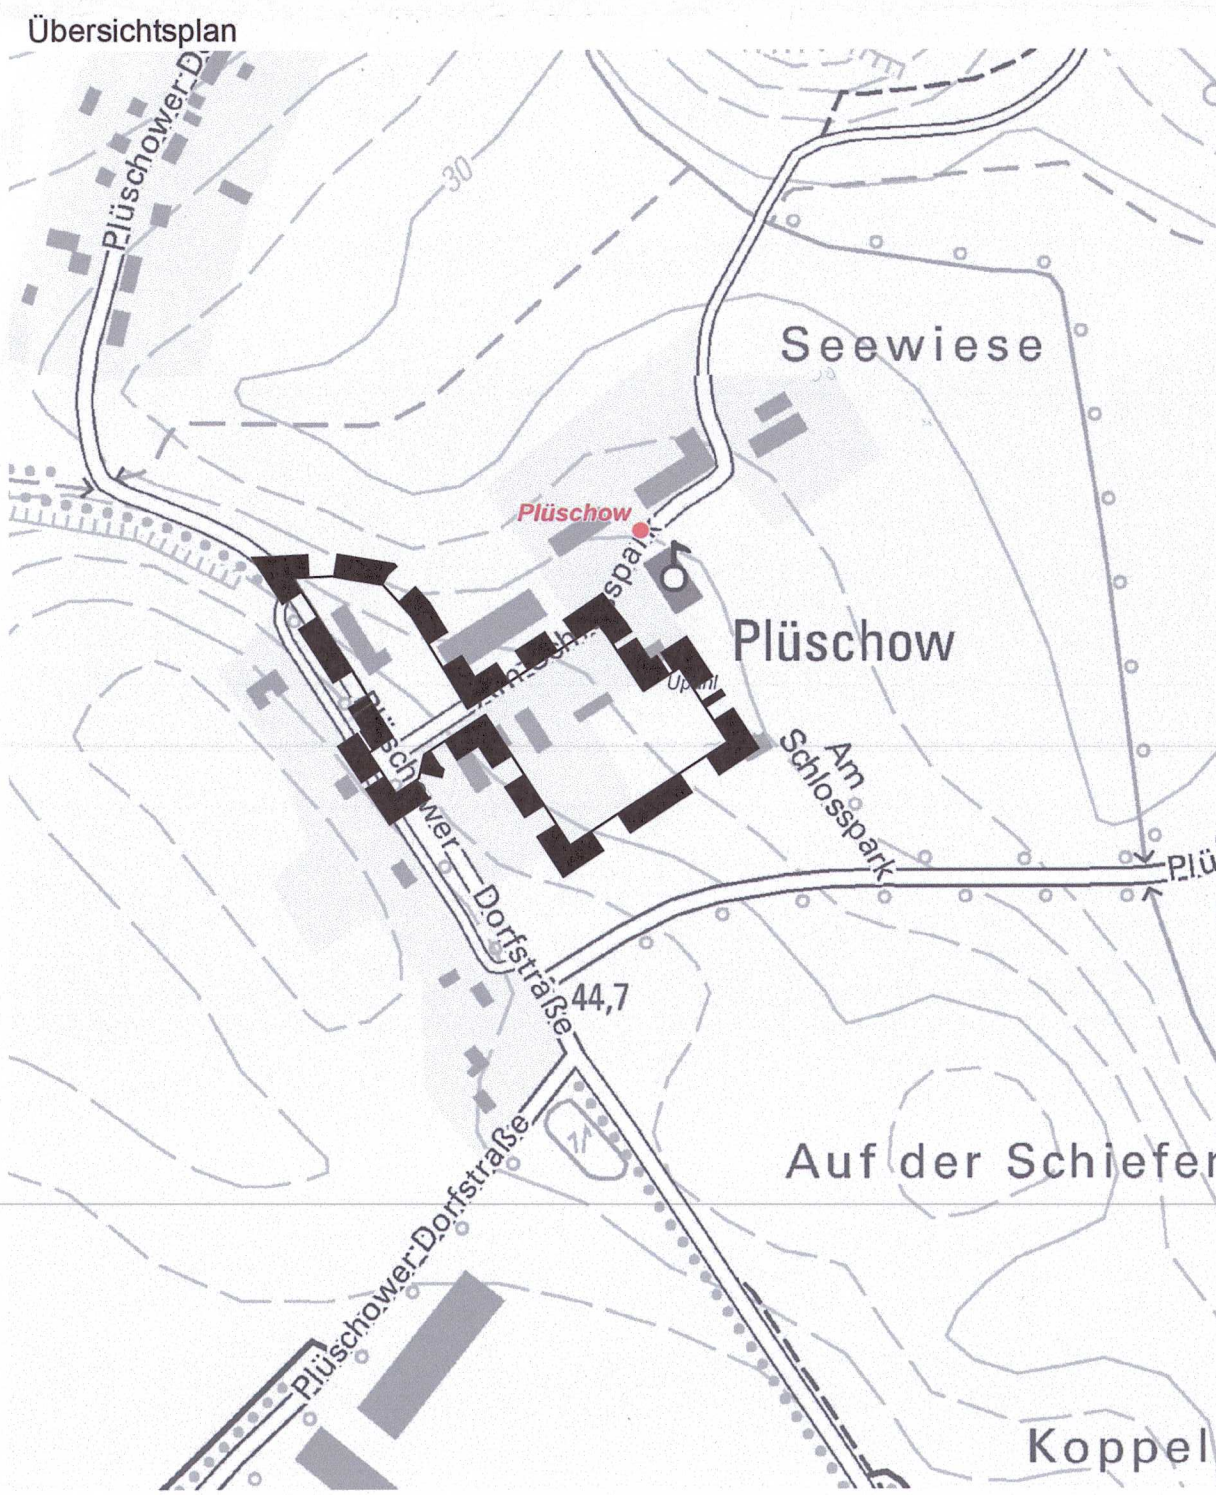 Übersichtsplan
Plüschower D
30
Seewiese
Plüschow
Plüschow
Am
Schlosspark
Plü
Dorfstraße
44,7
Auf der Schiefer
Plüschower Dorfstraße
Koppel